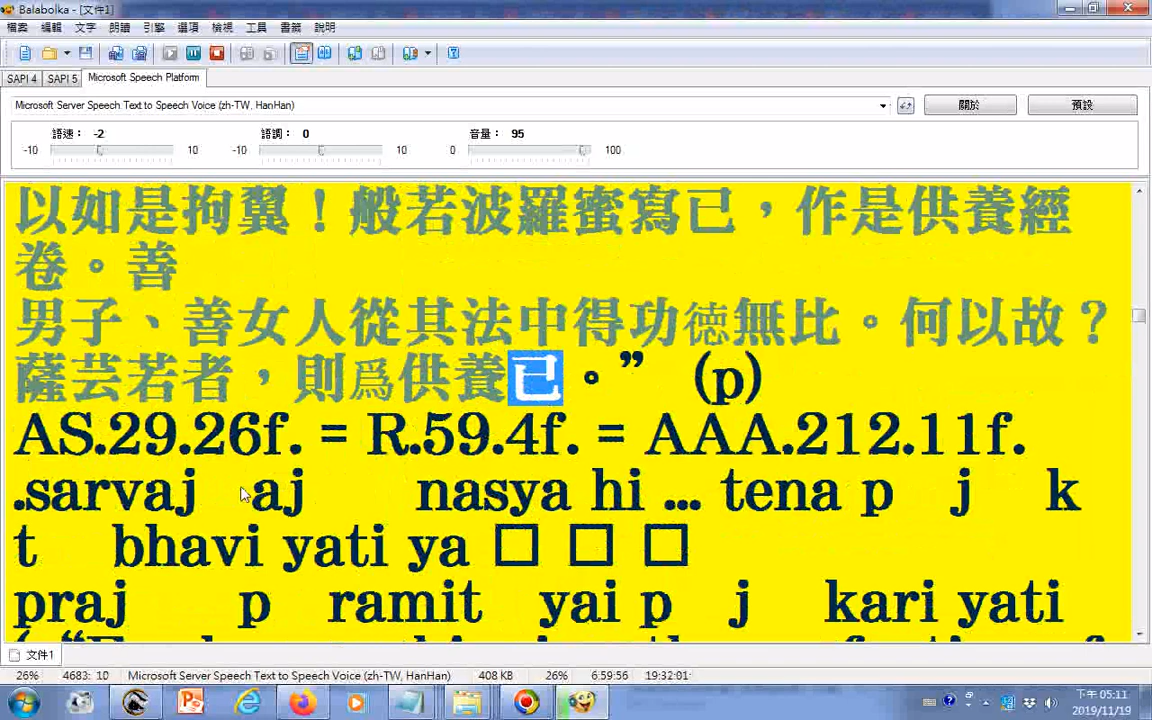 Balabolka - [文件1]
檔案 編輯 文字 朗讀 引擎 選項 檢視 工具 書籤 說明
SAPI 4 SAPI 5 Microsoft Speech Platform
Microsoft Server Speech Text to Speech Voice (zh-TW, HanHan) 關於 預設
語速： -2 語調： 0 音量： 95
-10 10 -10 10 0 100
以如是拘翼！般若波羅蜜寫已，作是供養經
卷。善
男子、善女人從其法中得功德無比。何以故？
薩芸若者，則爲供養已。” (p)
AS.29.26f. = R.59.4f. = AAA.212.11f.
.sarvaj aj nasya hi ... tena p j k
t bhavi yati ya □ □ □
praj p ramit yai p j kari yati
文件1
26% 4683: 10 Microsoft Server Speech Text to Speech Voice (zh-TW, HanHan) 408 KB 26% 6:59:56 19:32:01
下午 05:11
2019/11/19